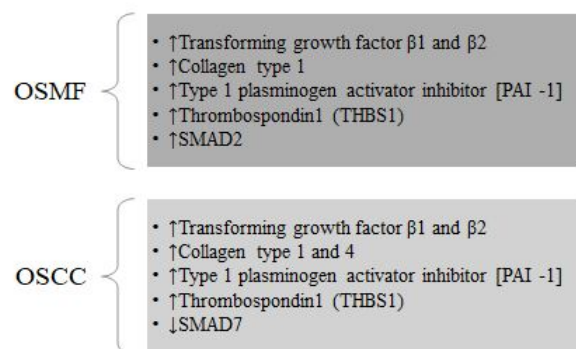 OSMF
• ↑Transforming growth factor β1 and β2
• ↑Collagen type 1
• ↑Type 1 plasminogen activator inhibitor [PAI -1]
• ↑Thrombospondin1 (THBS1)
• ↑SMAD2
OSCC
• ↑Transforming growth factor β1 and β2
• ↑Collagen type 1 and 4
• ↑Type 1 plasminogen activator inhibitor [PAI -1]
• ↑Thrombospondin1 (THBS1)
• ↓SMAD7